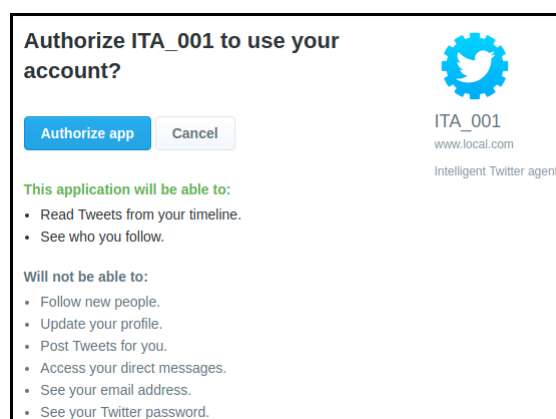 Authorize ITA_001 to use your
account?
Authorize app
Cancel
This application will be able to:
Read Tweets from your timeline.
See who you follow.
Will not be able to:
Follow new people.
Update your profile.
Post Tweets for you.
Access your direct messages.
See your email address.
See your Twitter password.
ITA_001
www.local.com
Intelligent Twitter agent